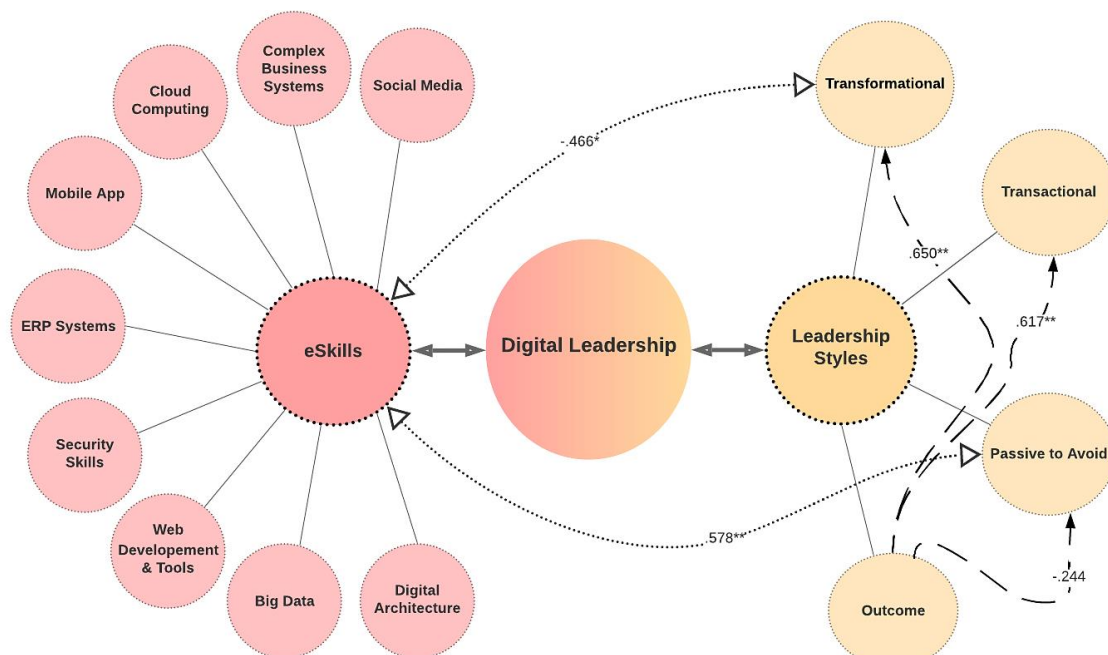 Complex
Business
Systems
Social Media
Cloud
Computing
Mobile App
ERP Systems
Security
Skills
Web
Developement
& Tools
Big Data
Digital
Architecture
eSkills
Digital Leadership
Leadership
Styles
Transformational
Transactional
Passive to Avoid
Outcome
-.466*
.650**
.617**
.578**
-.244